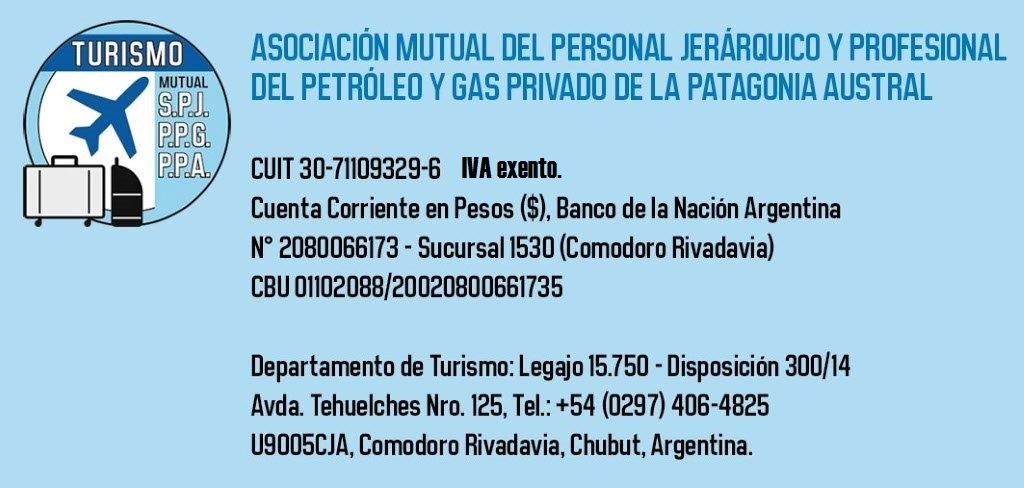 TURISMO
MUTUAL
S.P.J.
P.P.G.
P.P.A.
ASOCIACIÓN MUTUAL DEL PERSONAL JERÁRQUICO Y PROFESIONAL
DEL PETRÓLEO Y GAS PRIVADO DE LA PATAGONIA AUSTRAL
CUIT 30-71109329-6 IVA exento.
Cuenta Corriente en Pesos ($), Banco de la Nación Argentina
N° 2080066173 - Sucursal 1530 (Comodoro Rivadavia)
CBU 01102088/20020800661735
Departamento de Turismo: Legajo 15.750 - Disposición 300/14
Avda. Tehuelches Nro. 125, Tel.: +54 (0297) 406-4825
U9005CJA, Comodoro Rivadavia, Chubut, Argentina.